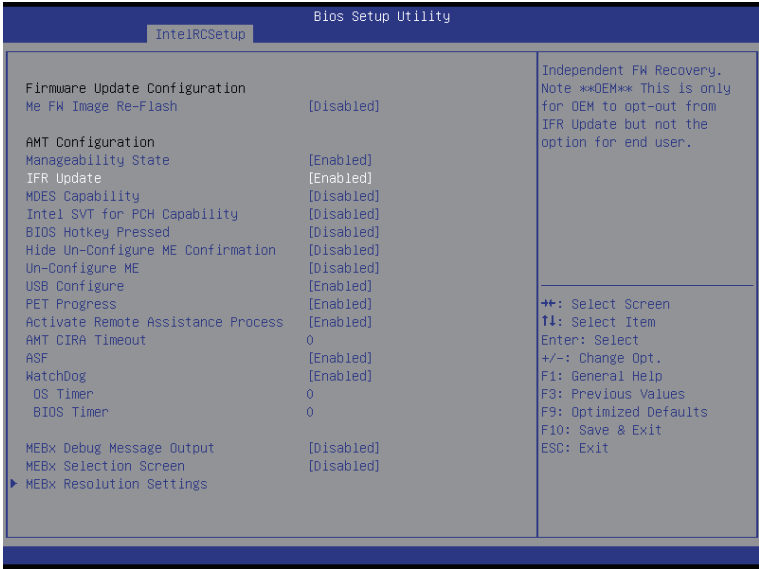 Bios Setup Utility
IntelRCSetup
Firmware Update Configuration
Me FW Image Re-Flash [Disabled]
AMT Configuration
Manageability State [Enabled]
IFR Update [Enabled]
MDES Capability [Disabled]
Intel SVT for PCH Capability [Disabled]
BIOS Hotkey Pressed [Disabled]
Hide Un-Configure ME Confirmation [Disabled]
Un-Configure ME [Disabled]
USB Configure [Enabled]
PET Progress [Enabled]
Activate Remote Assistance Process [Enabled]
AMT CIRA Timeout 0
ASF [Enabled]
WatchDog [Enabled]
OS Timer 0
BIOS Timer 0
MEBx Debug Message Output [Disabled]
MEBx Selection Screen [Disabled]
MEBx Resolution Settings
Independent FW Recovery.
Note **OEM** This is only
for OEM to opt-out from
IFR Update but not the
option for end user.
→←: Select Screen
↑↓: Select Item
Enter: Select
+/-: Change Opt.
F1: General Help
F3: Previous Values
F9: Optimized Defaults
F10: Save & Exit
ESC: Exit